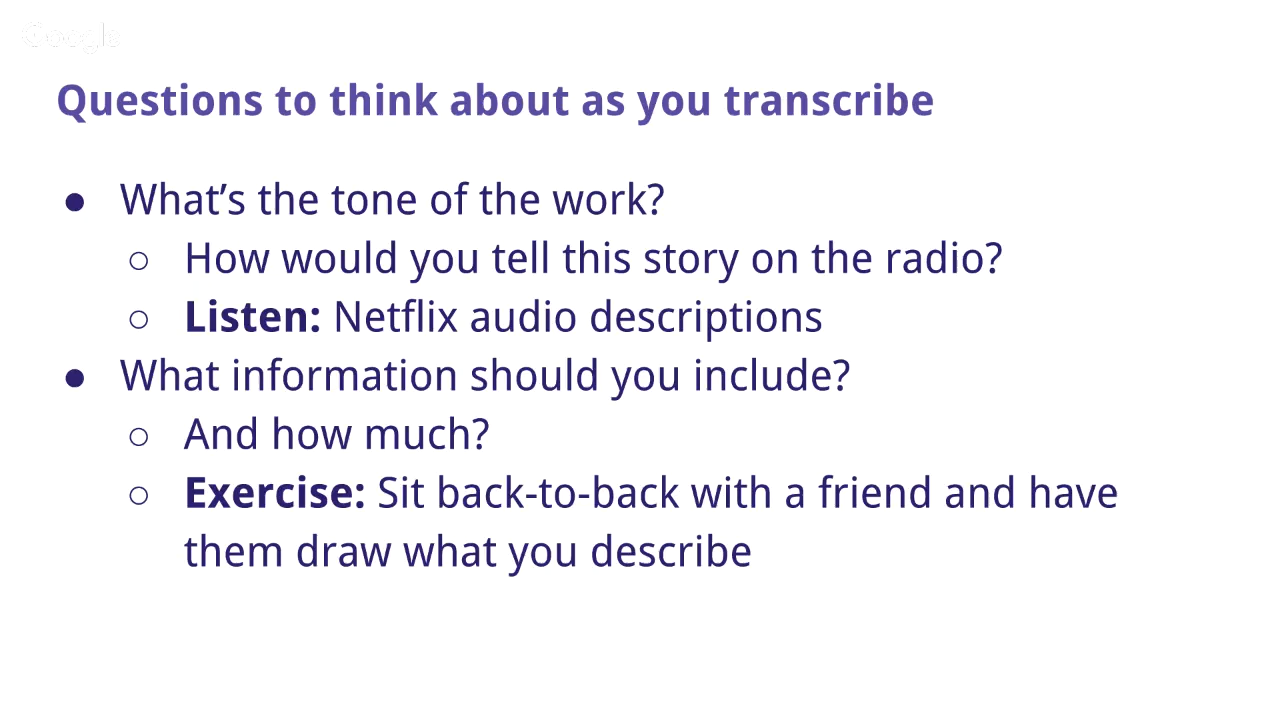 Google
Questions to think about as you transcribe
● What’s the tone of the work?
○ How would you tell this story on the radio?
○ Listen: Netflix audio descriptions
● What information should you include?
○ And how much?
○ Exercise: Sit back-to-back with a friend and have
them draw what you describe